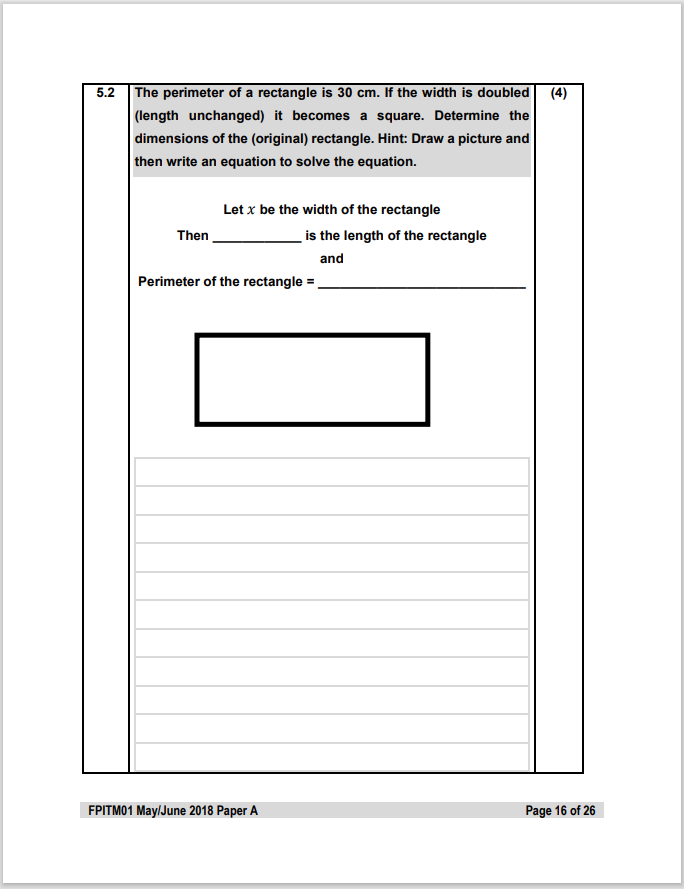 5.2 The perimeter of a rectangle is 30 cm. If the width is doubled (4)
(length unchanged) it becomes a square. Determine the
dimensions of the (original) rectangle. Hint: Draw a picture and
then write an equation to solve the equation.
Let x be the width of the rectangle
Then ____________ is the length of the rectangle
and
Perimeter of the rectangle = ____________________________
FPITM01 May/June 2018 Paper A Page 16 of 26